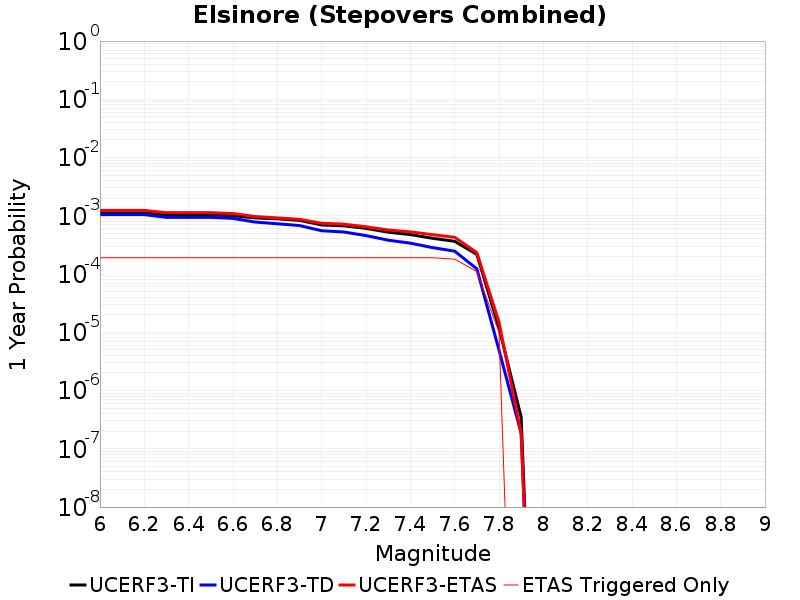 Elsinore (Stepovers Combined)
1 Year Probability
10^0
10^-1
10^-2
10^-3
10^-4
10^-5
10^-6
10^-7
10^-8
6 6.2 6.4 6.6 6.8 7 7.2 7.4 7.6 7.8 8 8.2 8.4 8.6 8.8 9
Magnitude
UCERF3-TI UCERF3-TD UCERF3-ETAS ETAS Triggered Only